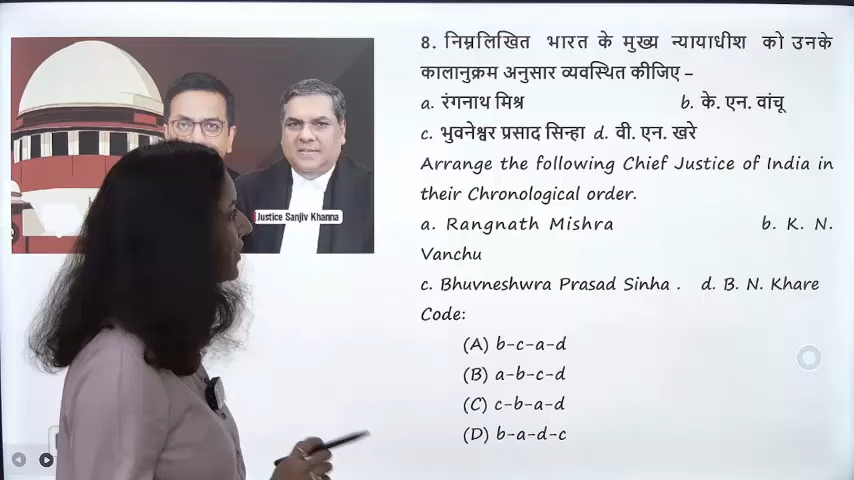 8. निम्नलिखित भारत के मुख्य न्यायाधीश को उनके
कालानुक्रम अनुसार व्यवस्थित कीजिए –
a. रंगनाथ मिश्र b. के. एन. वांचू
c. भुवनेश्वर प्रसाद सिन्हा d. वी. एन. खरे
Arrange the following Chief Justice of India in
their Chronological order.
a. Rangnath Mishra b. K. N.
Vanchu
c. Bhuvneshwra Prasad Sinha . d. B. N. Khare
Code:
(A) b-c-a-d
(B) a-b-c-d
(C) c-b-a-d
(D) b-a-d-c
Justice Sanjiv Khanna